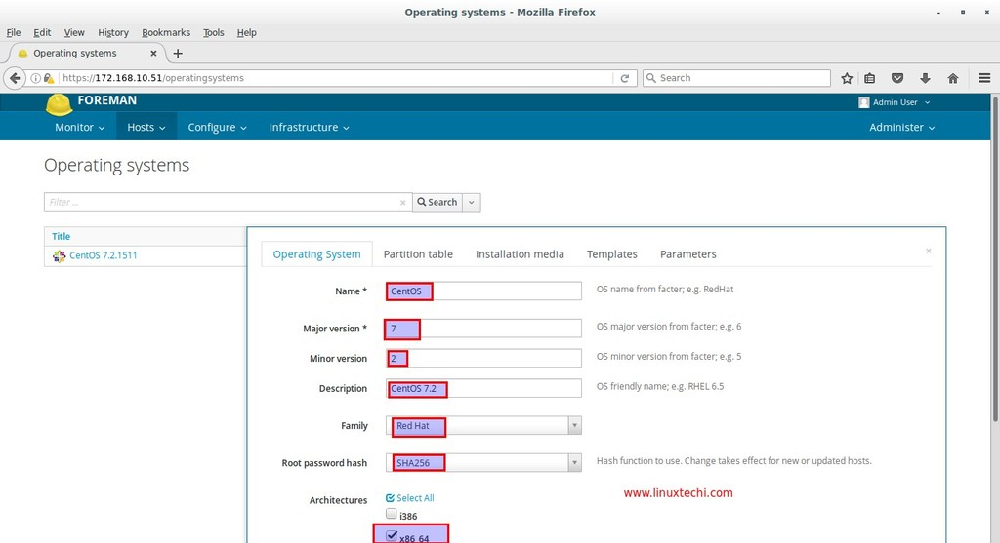 Operating systems - Mozilla Firefox
File Edit View History Bookmarks Tools Help
Operating systems
https://172.168.10.51/operatingsystems
Search
FOREMAN
Admin User
Monitor Hosts Configure Infrastructure Administer
Operating systems
Filter ...
Search
Title
CentOS 7.2.1511
Operating System Partition table Installation media Templates Parameters
Name * CentOS OS name from facter; e.g. RedHat
Major version * 7 OS major version from facter; e.g. 6
Minor version 2 OS minor version from facter; e.g. 5
Description CentOS 7.2 OS friendly name; e.g. RHEL 6.5
Family Red Hat
Root password hash SHA256 Hash function to use. Change takes effect for new or updated hosts.
www.linuxtechi.com
Architectures Select All
i386
x86_64